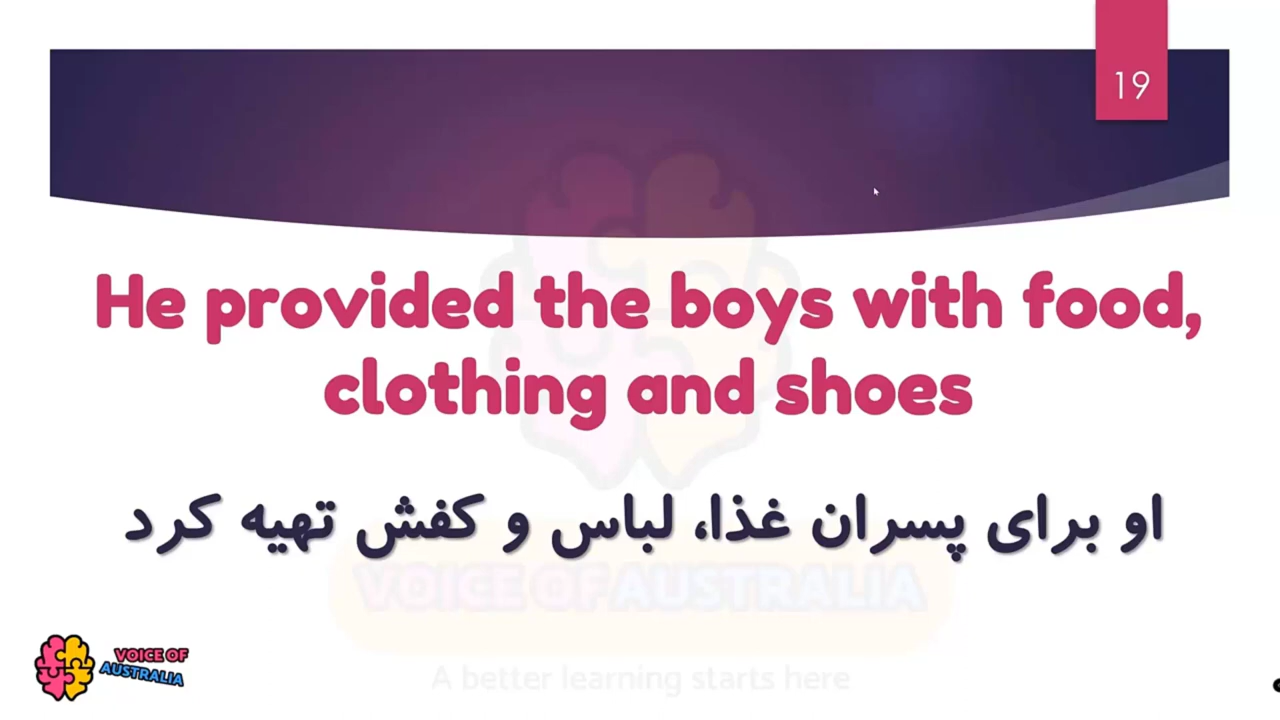 19
He provided the boys with food,
clothing and shoes
او برای پسران غذا، لباس و کفش تهیه کرد
VOICE OF AUSTRALIA
A better learning starts here
VOICE OF
AUSTRALIA